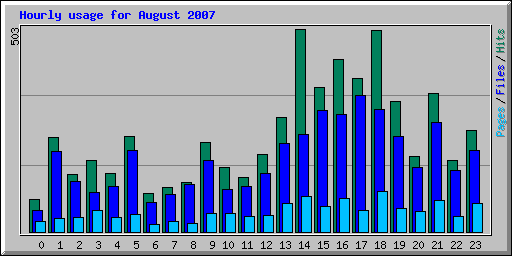 Hourly usage for August 2007
503
Pages / Files / Hits
0 1 2 3 4 5 6 7 8 9 10 11 12 13 14 15 16 17 18 19 20 21 22 23